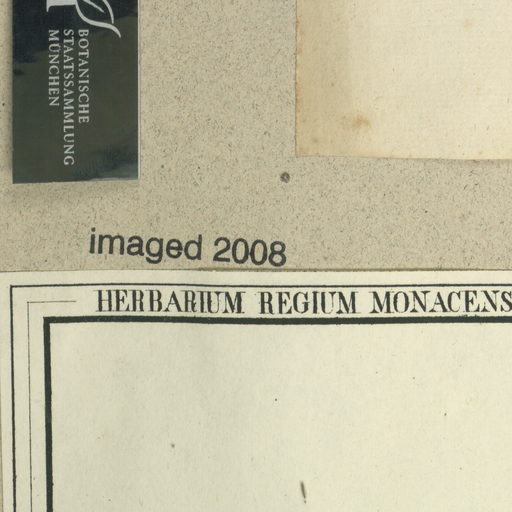 BOTANISCHE
STAATSSAMMLUNG
MÜNCHEN
imaged 2008
HERBARIUM REGIUM MONACENS